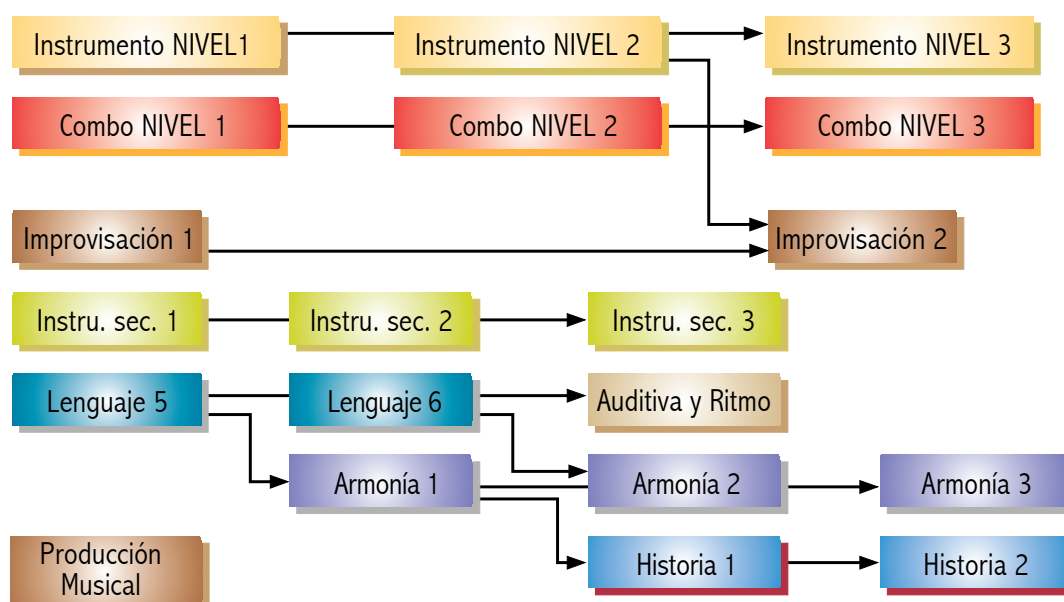 Instrumento NIVEL1
Instrumento NIVEL 2
Instrumento NIVEL 3
Combo NIVEL 1
Combo NIVEL 2
Combo NIVEL 3
Improvisación 1
Improvisación 2
Instru. sec. 1
Instru. sec. 2
Instru. sec. 3
Lenguaje 5
Lenguaje 6
Auditiva y Ritmo
Armonía 1
Armonía 2
Armonía 3
Producción
Musical
Historia 1
Historia 2